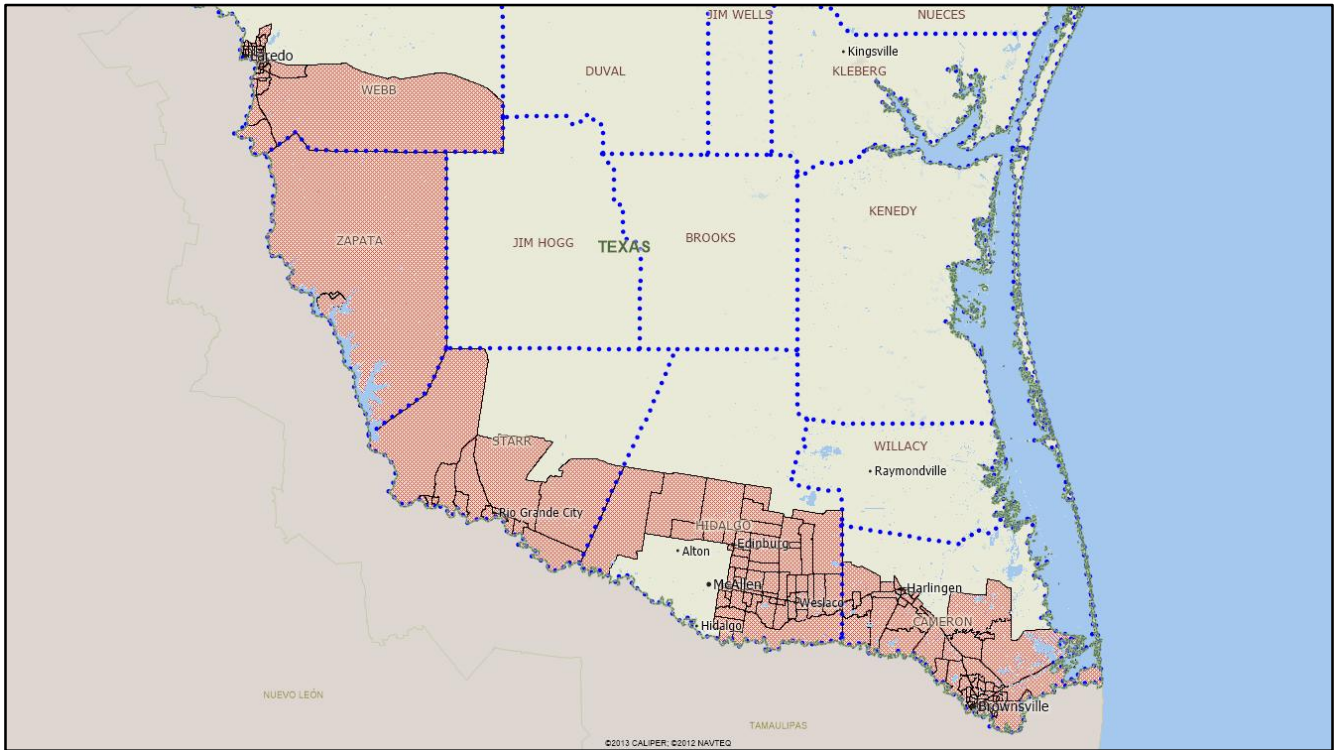 JIM WELLS
NUECES
Laredo
Kingsville
DUVAL
KLEBERG
WEBB
KENEDY
ZAPATA
JIM HOGG
TEXAS
BROOKS
STARR
WILLACY
Raymondville
Rio Grande City
HIDALGO
Edinburg
Alton
McAllen
Harlingen
Weslaco
CAMERON
Hidalgo
NUEVO LEÓN
Brownsville
TAMAULIPAS
©2013 CALIPER; ©2012 NAVTEQ